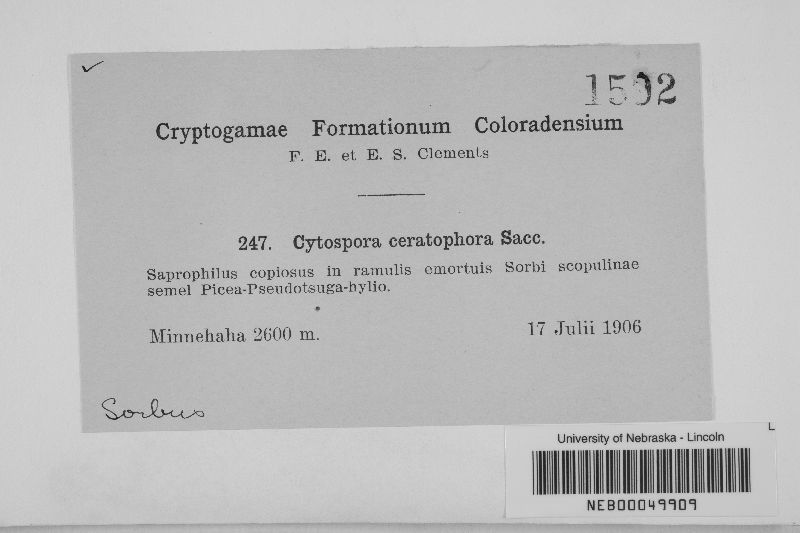 ✓
1592
Cryptogamae Formationum Coloradensium
F. E. et E. S. Clements
247. Cytospora ceratophora Sacc.
Saprophilus copiosus in ramulis emortuis Sorbi scopulinae
semel Picea-Pseudotsuga-hylio.
Minnehaha 2600 m. 17 Julii 1906
Sorbus
L
University of Nebraska - Lincoln
NEB00049909